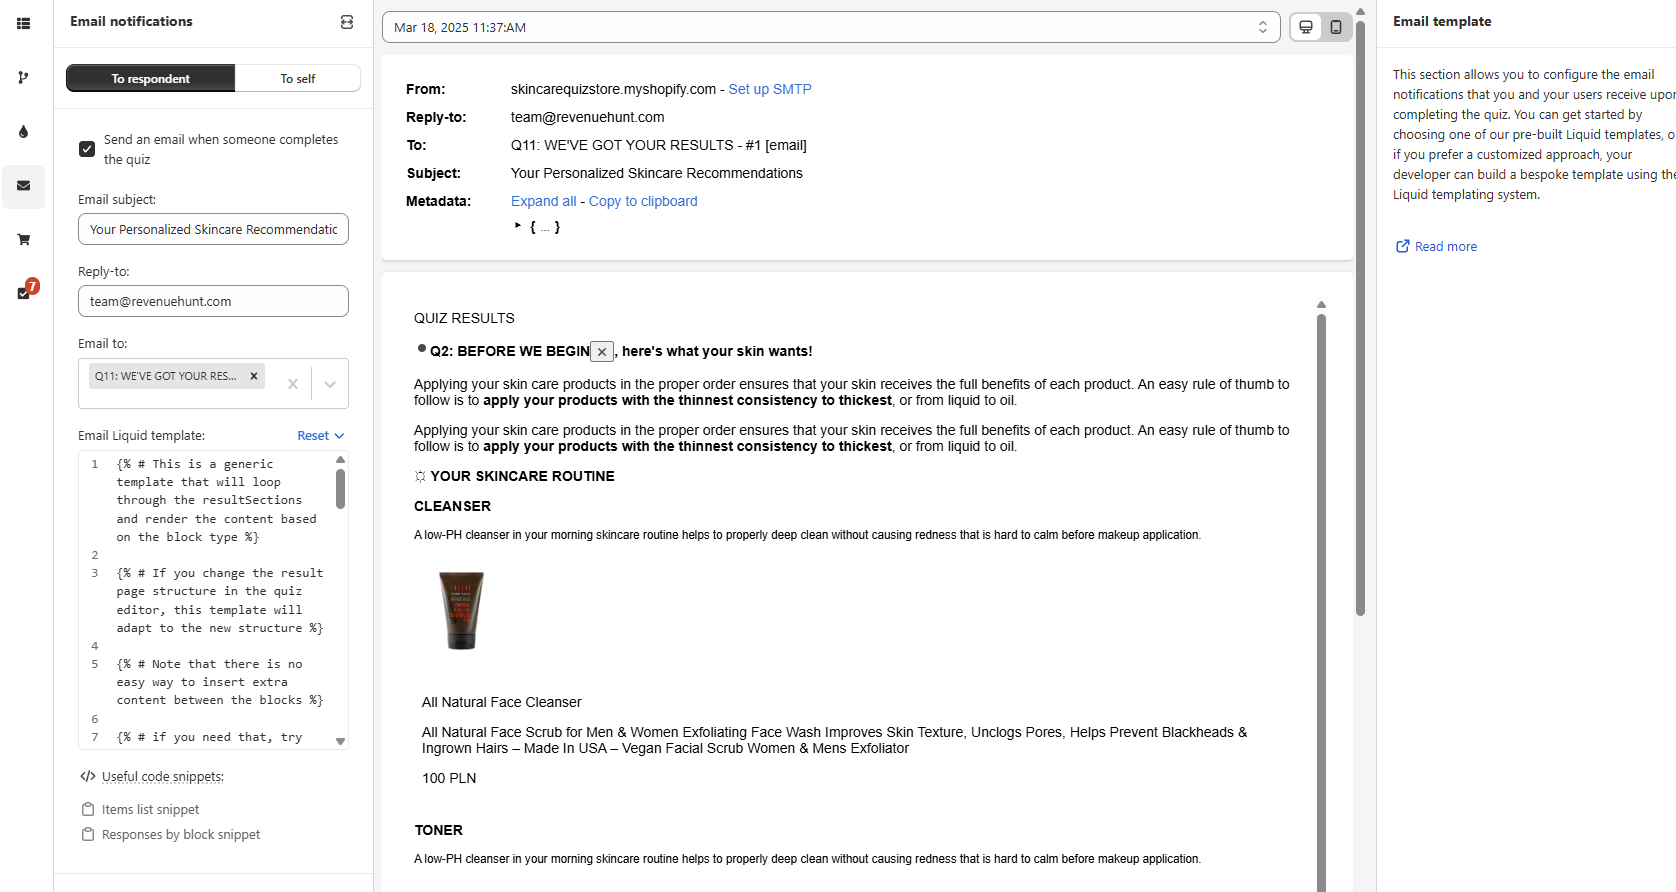 Email notifications
To respondent
To self
Send an email when someone completes
the quiz
Email subject:
Your Personalized Skincare Recommendatic
Reply-to:
team@revenuehunt.com
Email to:
Q11: WE'VE GOT YOUR RES...
Email Liquid template:
Reset
1 {% # This is a generic
template that will loop
through the resultSections
and render the content based
on the block type %}
2
3 {% # If you change the result
page structure in the quiz
editor, this template will
adapt to the new structure %}
4
5 {% # Note that there is no
easy way to insert extra
content between the blocks %}
6
7 {% # if you need that, try
Useful code snippets:
Items list snippet
Responses by block snippet
7
Mar 18, 2025 11:37:AM
From: skincarequizstore.myshopify.com - Set up SMTP
Reply-to: team@revenuehunt.com
To: Q11: WE'VE GOT YOUR RESULTS - #1 [email]
Subject: Your Personalized Skincare Recommendations
Metadata: Expand all - Copy to clipboard
{ ... }
QUIZ RESULTS
Q2: BEFORE WE BEGIN, here's what your skin wants!
Applying your skin care products in the proper order ensures that your skin receives the full benefits of each product. An easy rule of thumb to
follow is to apply your products with the thinnest consistency to thickest, or from liquid to oil.
Applying your skin care products in the proper order ensures that your skin receives the full benefits of each product. An easy rule of thumb to
follow is to apply your products with the thinnest consistency to thickest, or from liquid to oil.
YOUR SKINCARE ROUTINE
CLEANSER
A low-PH cleanser in your morning skincare routine helps to properly deep clean without causing redness that is hard to calm before makeup application.
All Natural Face Cleanser
All Natural Face Scrub for Men & Women Exfoliating Face Wash Improves Skin Texture, Unclogs Pores, Helps Prevent Blackheads &
Ingrown Hairs – Made In USA – Vegan Facial Scrub Women & Mens Exfoliator
100 PLN
TONER
A low-PH cleanser in your morning skincare routine helps to properly deep clean without causing redness that is hard to calm before makeup application.
Email template
This section allows you to configure the email
notifications that you and your users receive upon
completing the quiz. You can get started by
choosing one of our pre-built Liquid templates, o
if you prefer a customized approach, your
developer can build a bespoke template using the
Liquid templating system.
Read more